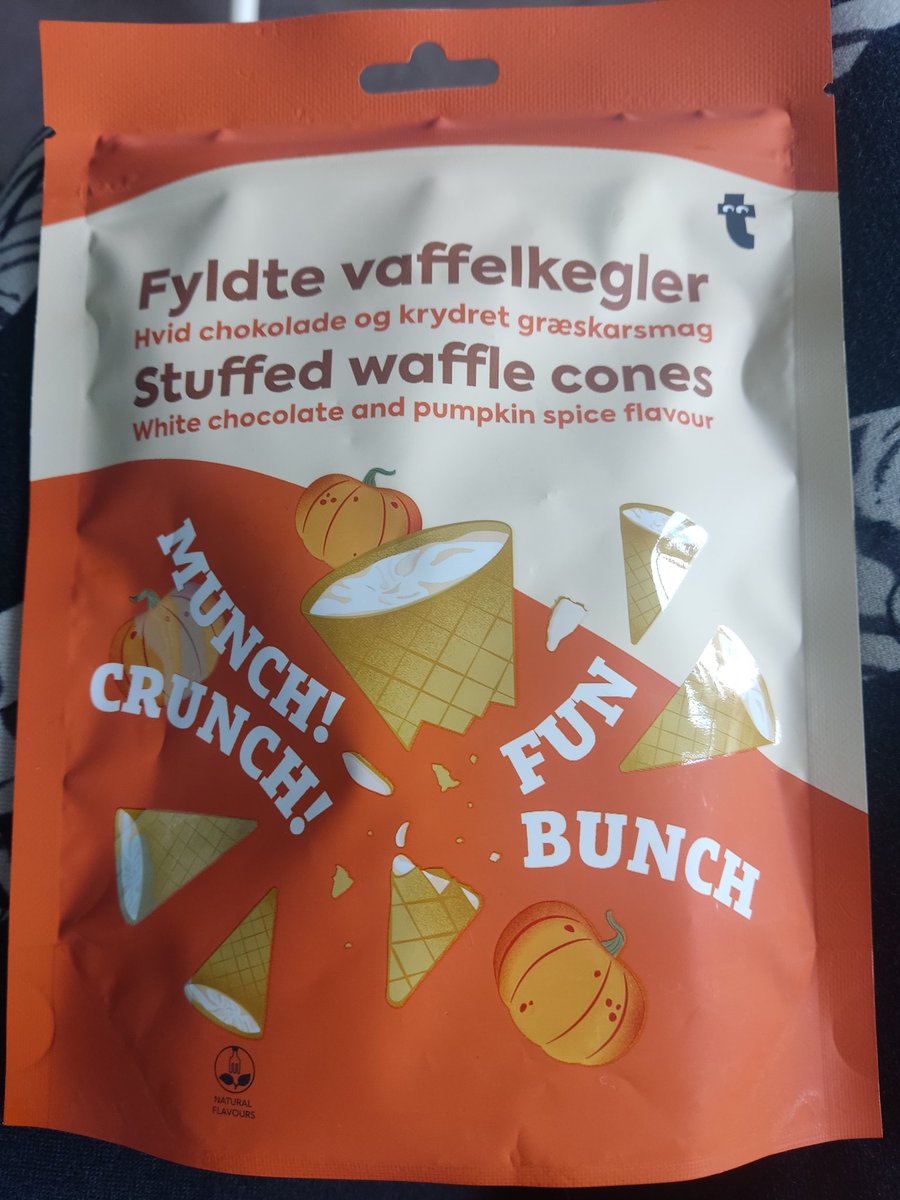 t
Fyldte vaffelkegler
Hvid chokolade og krydret græskarsmag
Stuffed waffle cones
White chocolate and pumpkin spice flavour
MUNCH!
CRUNCH!
FUN
BUNCH
NATURAL
FLAVOURS